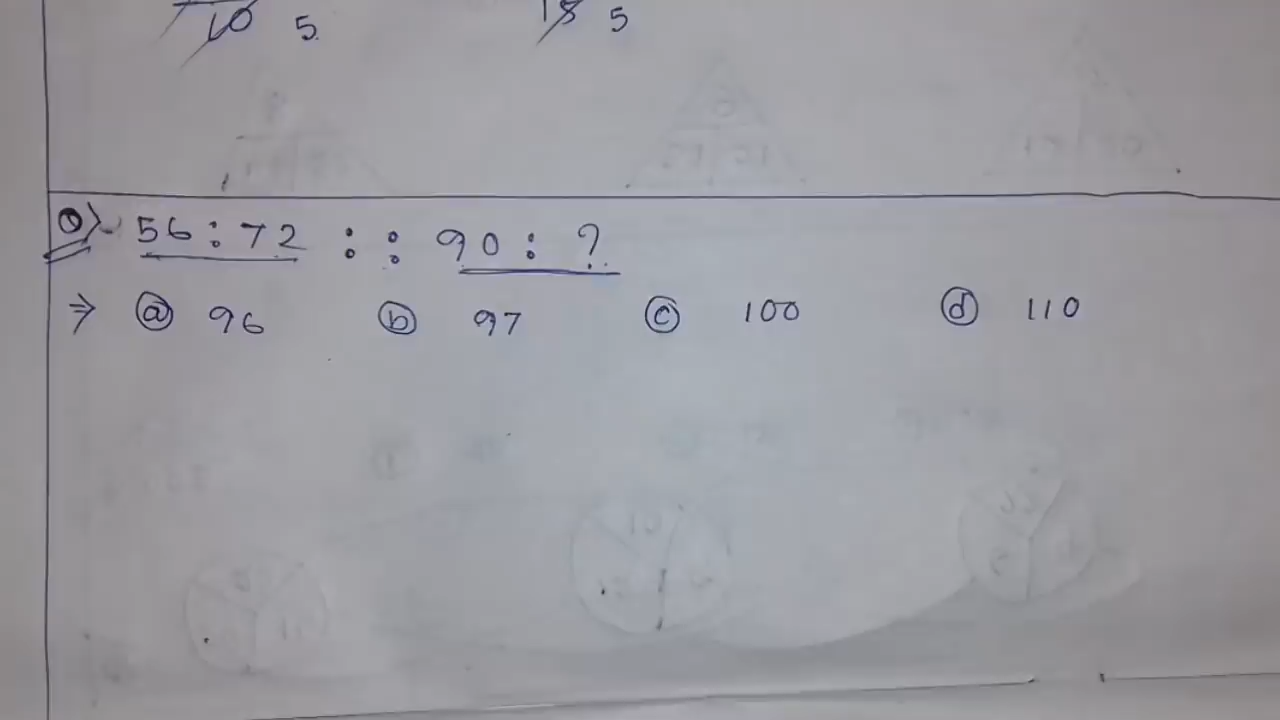 10 5 18 5
Q). 56 : 72 : : 90 : ?
⇒ (a) 96 (b) 97 (c) 100 (d) 110